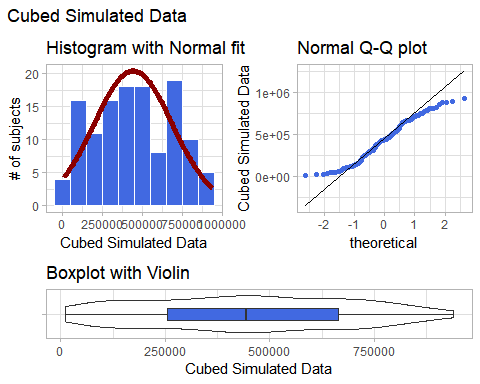 Cubed Simulated Data
Histogram with Normal fit
# of subjects
20
15
10
5
0
0 250000 500000 750000 1000000
Cubed Simulated Data
Normal Q-Q plot
Cubed Simulated Data
1e+06
5e+05
0e+00
-2 -1 0 1 2
theoretical
Boxplot with Violin
0 250000 500000 750000
Cubed Simulated Data